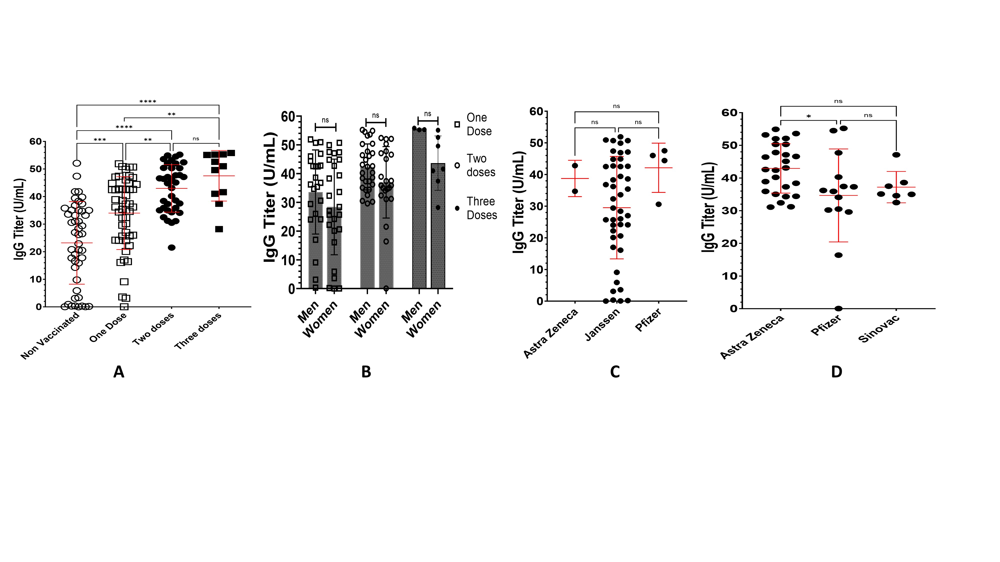 ****
**
****
***
**
ns
60
50
40
30
20
10
0
IgG Titer (U/mL)
Non Vaccinated
One Dose
Two doses
Three doses
A
ns
ns
ns
60
50
40
30
20
10
0
IgG Titer (U/mL)
Men
Women
Men
Women
Men
Women
One
Dose
Two
doses
Three
Doses
B
ns
ns
ns
60
50
40
30
20
10
0
IgG Titer (U/mL)
Astra Zeneca
Janssen
Pfizer
C
ns
*
ns
60
50
40
30
20
10
0
IgG Titer (U/mL)
Astra Zeneca
Pfizer
Sinovac
D